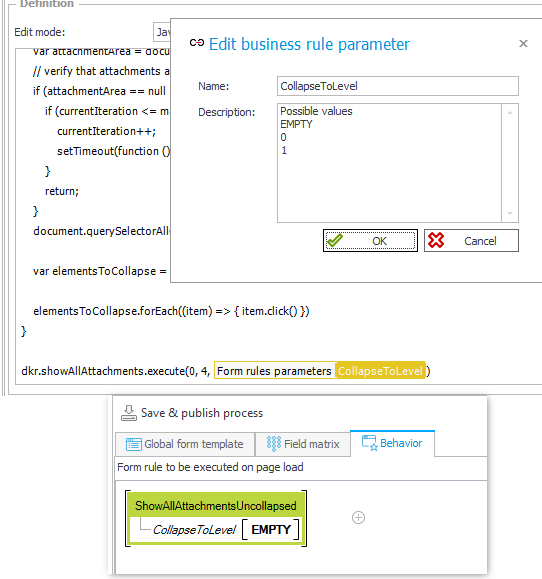 Definition
Edit mode:
Jav
var attachmentArea = docu
// verify that attachments a
if (attachmentArea == null
if (currentIteration <= m
currentIteration++;
setTimeout(function ()
}
return;
}
document.querySelectorAll(
var elementsToCollapse =
elementsToCollapse.forEach((item) => { item.click() })
}
dkr.showAllAttachments.execute(0, 4, Form rules parameters CollapseToLevel)
Edit business rule parameter
Name:
CollapseToLevel
Description:
Possible values
EMPTY
0
1
OK
Cancel
Save & publish process
Global form template
Field matrix
Behavior
Form rule to be executed on page load
ShowAllAttachmentsUncollapsed
CollapseToLevel [ EMPTY ]